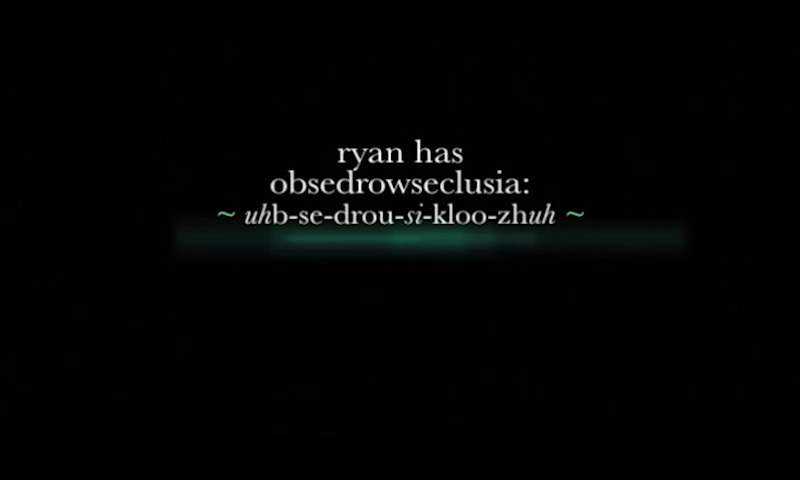 ryan has
obsedrowseclusia:
~ uhb-se-drou-si-kloo-zhuh ~